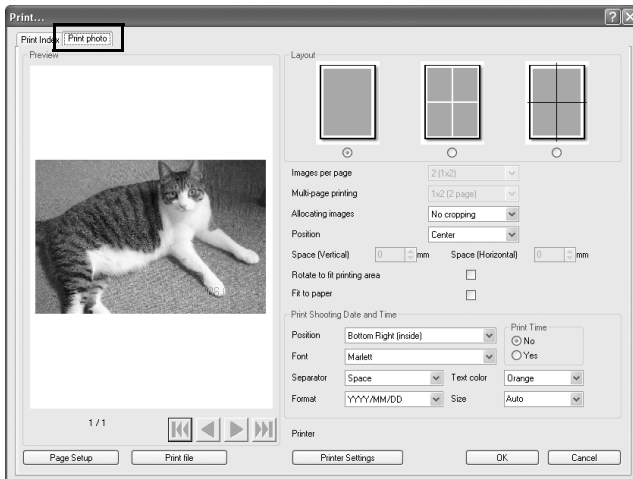 Print...
Print Index Print photo
Preview
Layout
Images per page 2 (1x2)
Multi-page printing 1x2 (2 page)
Allocating images No cropping
Position Center
Space (Vertical) 0 mm Space (Horizontal) 0 mm
Rotate to fit printing area
Fit to paper
Print Shooting Date and Time
Position Bottom Right (inside)
Print Time
No
Yes
Font Marlett
Separator Space Text color Orange
Format YYYY/MM/DD Size Auto
1 / 1
Printer
Page Setup Print file Printer Settings OK Cancel